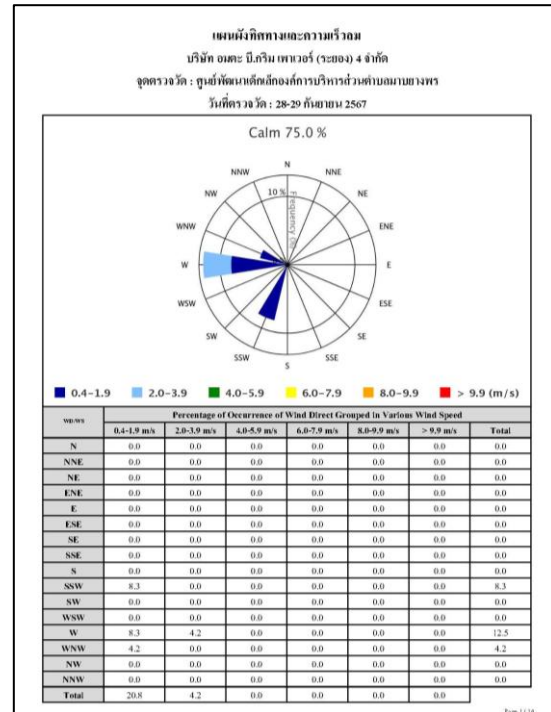 แผนผังทิศทางและความเร็วลม
บริษัท อมตะ บี.กริม เพาเวอร์ (ระยอง) 4 จำกัด
จุดตรวจวัด : ศูนย์พัฒนาเด็กเล็กองค์การบริหารส่วนตำบลมาบยางพร
วันที่ตรวจวัด : 28-29 กันยายน 2567
Calm 75.0 %
N
NNW NNE
NW 10 % NE
Frequency (%)
WNW ENE
W E
WSW ESE
SW SE
SSW SSE
S
0.4-1.9 2.0-3.9 4.0-5.9 6.0-7.9 8.0-9.9 > 9.9 (m/s)
WD/WS Percentage of Occurrence of Wind Direct Grouped in Various Wind Speed
0.4-1.9 m/s 2.0-3.9 m/s 4.0-5.9 m/s 6.0-7.9 m/s 8.0-9.9 m/s > 9.9 m/s Total
N 0.0 0.0 0.0 0.0 0.0 0.0 0.0
NNE 0.0 0.0 0.0 0.0 0.0 0.0 0.0
NE 0.0 0.0 0.0 0.0 0.0 0.0 0.0
ENE 0.0 0.0 0.0 0.0 0.0 0.0 0.0
E 0.0 0.0 0.0 0.0 0.0 0.0 0.0
ESE 0.0 0.0 0.0 0.0 0.0 0.0 0.0
SE 0.0 0.0 0.0 0.0 0.0 0.0 0.0
SSE 0.0 0.0 0.0 0.0 0.0 0.0 0.0
S 0.0 0.0 0.0 0.0 0.0 0.0 0.0
SSW 8.3 0.0 0.0 0.0 0.0 0.0 8.3
SW 0.0 0.0 0.0 0.0 0.0 0.0 0.0
WSW 0.0 0.0 0.0 0.0 0.0 0.0 0.0
W 8.3 4.2 0.0 0.0 0.0 0.0 12.5
WNW 4.2 0.0 0.0 0.0 0.0 0.0 4.2
NW 0.0 0.0 0.0 0.0 0.0 0.0 0.0
NNW 0.0 0.0 0.0 0.0 0.0 0.0 0.0
Total 20.8 4.2 0.0 0.0 0.0 0.0